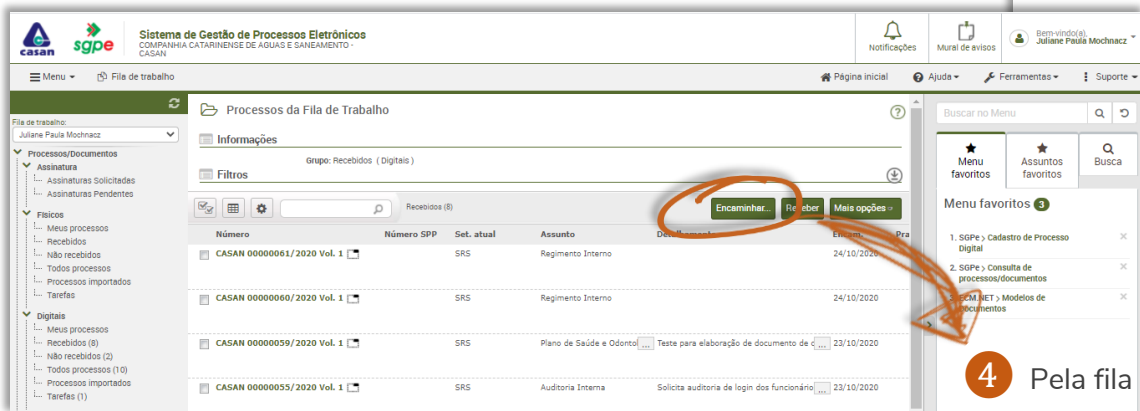 casan
sgpe
Sistema de Gestão de Processos Eletrônicos
COMPANHIA CATARINENSE DE AGUAS E SANEAMENTO -
CASAN
Notificações
Mural de avisos
Bem-vindo(a),
Juliane Paula Mochnacz
Menu
Fila de trabalho
Página inicial
Ajuda
Ferramentas
Suporte
Fila de trabalho:
Juliane Paula Mochnacz
Processos/Documentos
Assinatura
Assinaturas Solicitadas
Assinaturas Pendentes
Físicos
Meus processos
Recebidos
Não recebidos
Todos processos
Processos importados
Tarefas
Digitais
Meus processos
Recebidos (8)
Não recebidos (2)
Todos processos (10)
Processos importados
Tarefas (1)
Processos da Fila de Trabalho
Informações
Grupo: Recebidos ( Digitais )
Filtros
Recebidos (8)
Encaminhar...
Receber
Mais opções
Número Número SPP Set. atual Assunto Detalhamento Encam. Pra
CASAN 00000061/2020 Vol. 1 SRS Regimento Interno 24/10/2020
CASAN 00000060/2020 Vol. 1 SRS Regimento Interno 24/10/2020
CASAN 00000059/2020 Vol. 1 SRS Plano de Saúde e Odontol ... Teste para elaboração de documento de c ... 23/10/2020
CASAN 00000055/2020 Vol. 1 SRS Auditoria Interna Solicita auditoria de login dos funcionário ... 23/10/2020
Buscar no Menu
Menu favoritos
Assuntos favoritos
Busca
Menu favoritos 3
1. SGPe > Cadastro de Processo
Digital
2. SGPe > Consulta de
processos/documentos
3. ECM.NET > Modelos de
Documentos
4 Pela fila